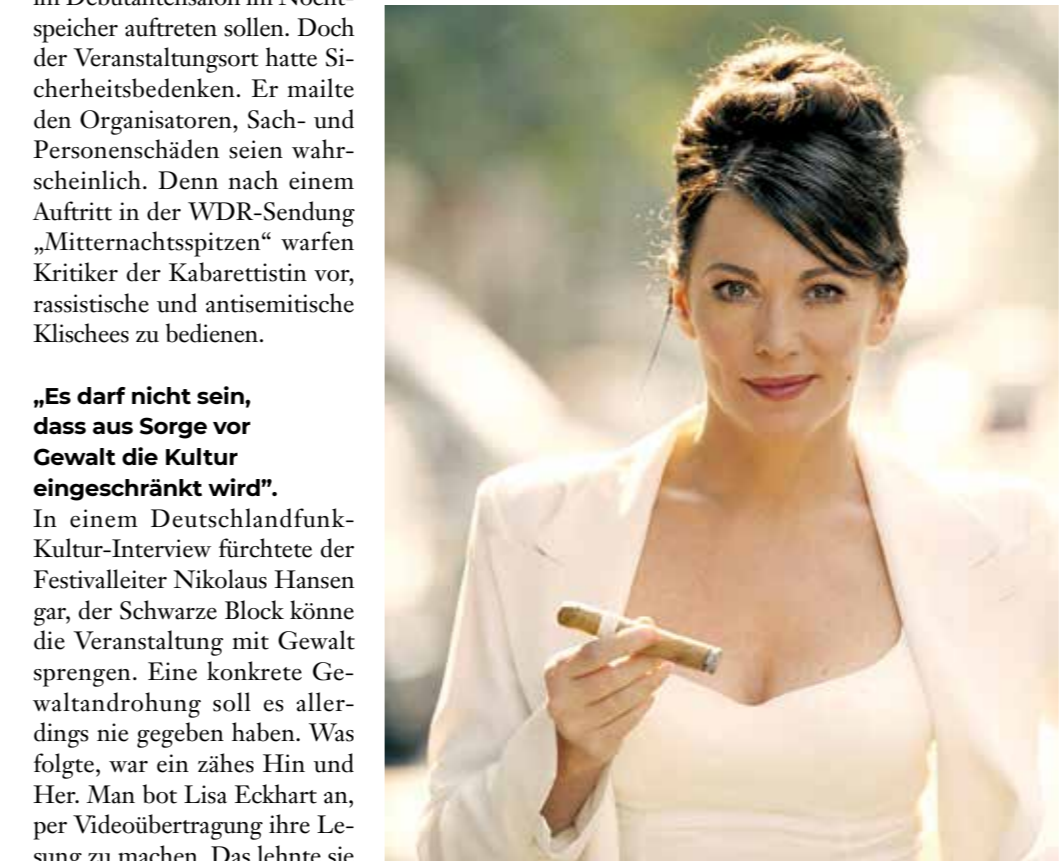 im Debütantensalon im Nocht-
speicher auftreten sollen. Doch
der Veranstaltungsort hatte Si-
cherheitsbedenken. Er mailte
den Organisatoren, Sach- und
Personenschäden seien wahr-
scheinlich. Denn nach einem
Auftritt in der WDR-Sendung
„Mitternachtsspitzen“ warfen
Kritiker der Kabarettistin vor,
rassistische und antisemitische
Klischees zu bedienen.
„Es darf nicht sein,
dass aus Sorge vor
Gewalt die Kultur
eingeschränkt wird”.
In einem Deutschlandfunk-
Kultur-Interview fürchtete der
Festivalleiter Nikolaus Hansen
gar, der Schwarze Block könne
die Veranstaltung mit Gewalt
sprengen. Eine konkrete Ge-
waltandrohung soll es aller-
dings nie gegeben haben. Was
folgte, war ein zähes Hin und
Her. Man bot Lisa Eckhart an,
per Videoübertragung ihre Le-
sung zu machen. Das lehnte sie